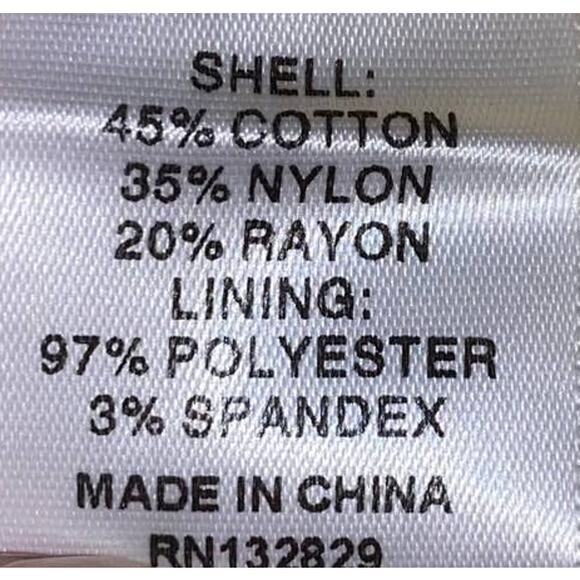 SHELL:
45% COTTON
35% NYLON
20% RAYON
LINING:
97% POLYESTER
3% SPANDEX
MADE IN CHINA
RN132829